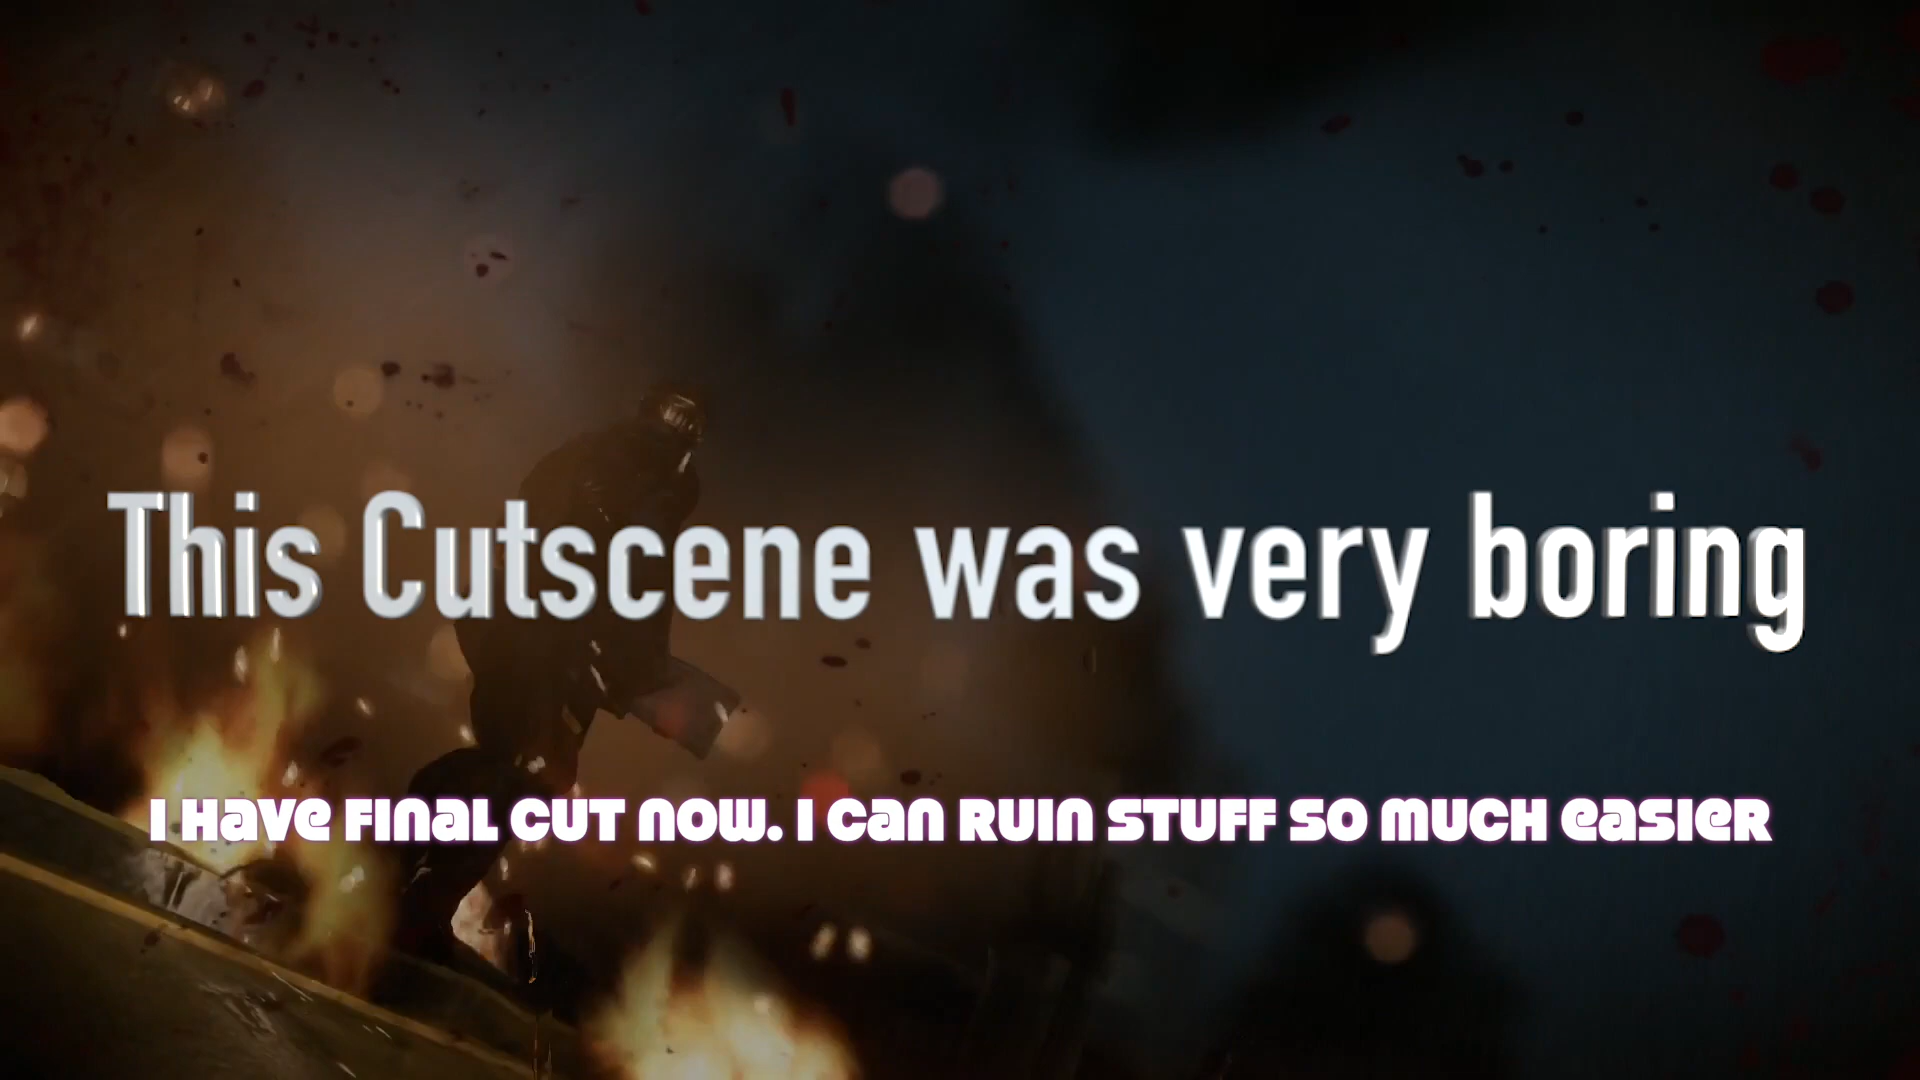 This Cutscene was very boring
I Have Final Cut now. I can Ruin Stuff so much easier